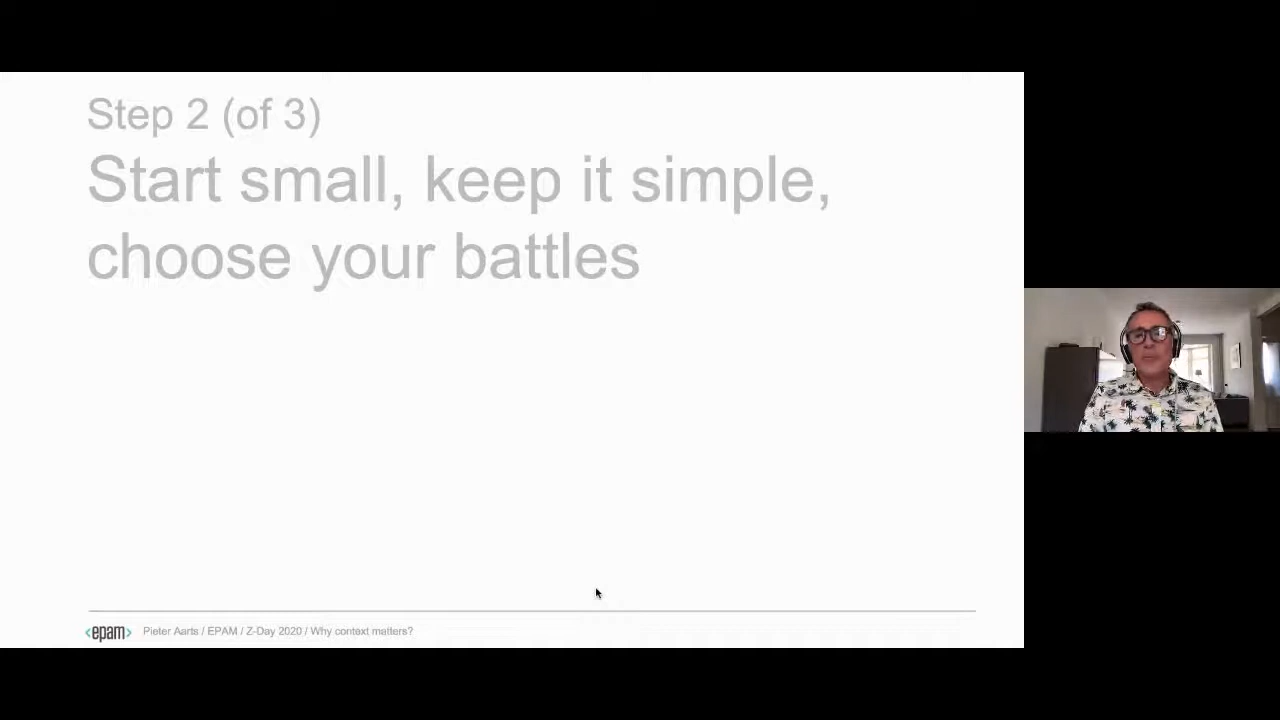 Step 2 (of 3)
Start small, keep it simple,
choose your battles
<epam> Pieter Aarts / EPAM / Z-Day 2020 / Why context matters?